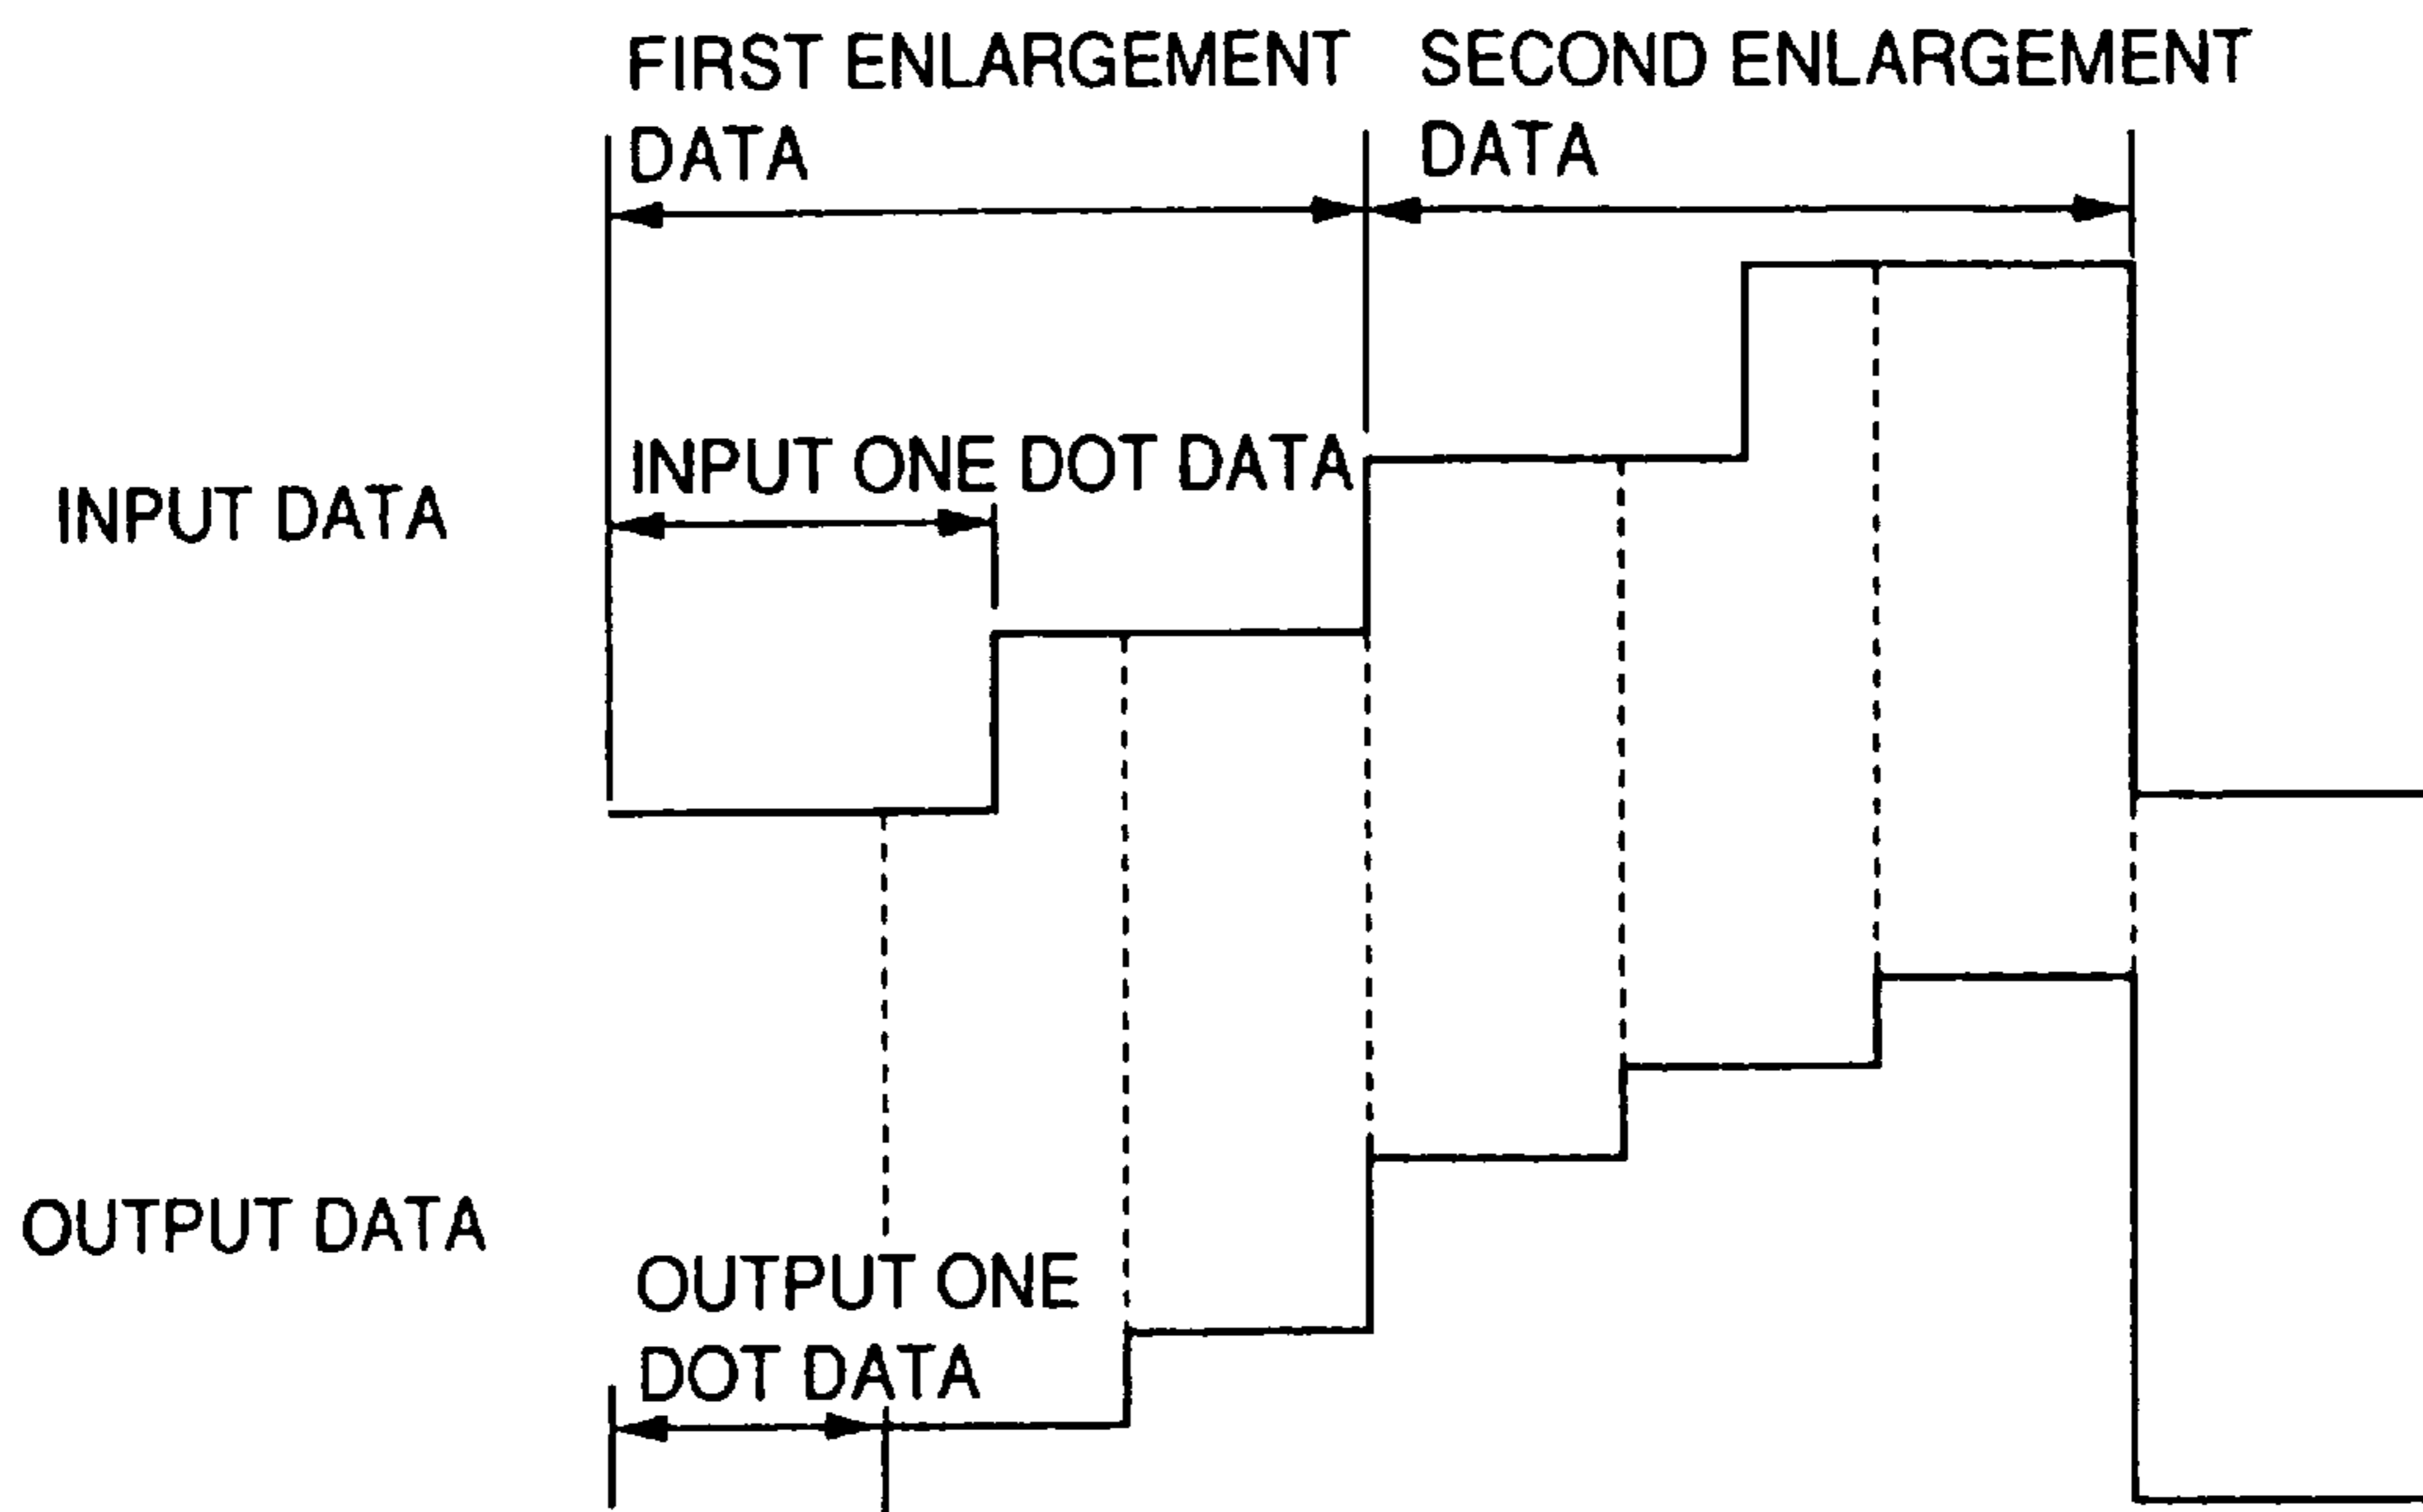 FIRST ENLARGEMENT
DATA
SECOND ENLARGEMENT
DATA
INPUT DATA
INPUT ONE DOT DATA
OUTPUT DATA
OUTPUT ONE
DOT DATA